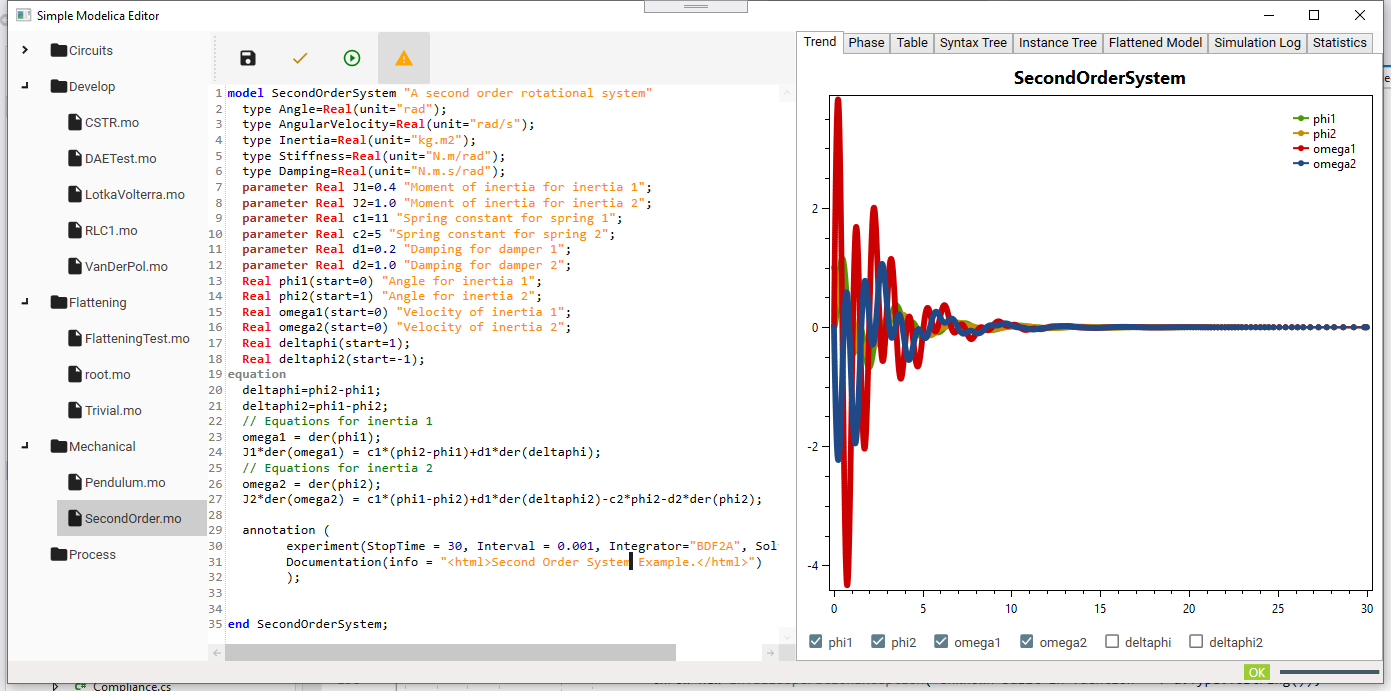 Simple Modelica Editor
Circuits
Develop
CSTR.mo
DAETest.mo
LotkaVolterra.mo
RLC1.mo
VanDerPol.mo
Flattening
FlatteningTest.mo
root.mo
Trivial.mo
Mechanical
Pendulum.mo
SecondOrder.mo
Process
1 model SecondOrderSystem "A second order rotational system"
2 type Angle=Real(unit="rad");
3 type AngularVelocity=Real(unit="rad/s");
4 type Inertia=Real(unit="kg.m2");
5 type Stiffness=Real(unit="N.m/rad");
6 type Damping=Real(unit="N.m.s/rad");
7 parameter Real J1=0.4 "Moment of inertia for inertia 1";
8 parameter Real J2=1.0 "Moment of inertia for inertia 2";
9 parameter Real c1=11 "Spring constant for spring 1";
10 parameter Real c2=5 "Spring constant for spring 2";
11 parameter Real d1=0.2 "Damping for damper 1";
12 parameter Real d2=1.0 "Damping for damper 2";
13 Real phi1(start=0) "Angle for inertia 1";
14 Real phi2(start=1) "Angle for inertia 2";
15 Real omega1(start=0) "Velocity of inertia 1";
16 Real omega2(start=0) "Velocity of inertia 2";
17 Real deltaphi(start=1);
18 Real deltaphi2(start=-1);
19 equation
20 deltaphi=phi2-phi1;
21 deltaphi2=phi1-phi2;
22 // Equations for inertia 1
23 omega1 = der(phi1);
24 J1*der(omega1) = c1*(phi2-phi1)+d1*der(deltaphi);
25 // Equations for inertia 2
26 omega2 = der(phi2);
27 J2*der(omega2) = c1*(phi1-phi2)+d1*der(deltaphi2)-c2*phi2-d2*der(phi2);
28
29 annotation (
30 experiment(StopTime = 30, Interval = 0.001, Integrator="BDF2A", Sol
31 Documentation(info = "<html>Second Order System Example.</html>")
32 );
33
34
35 end SecondOrderSystem;
Trend Phase Table Syntax Tree Instance Tree Flattened Model Simulation Log Statistics
SecondOrderSystem
phi1
phi2
omega1
omega2
2
0
-2
-4
0 5 10 15 20 25 30
phi1 phi2 omega1 omega2 deltaphi deltaphi2
OK
C# Compliance.cs